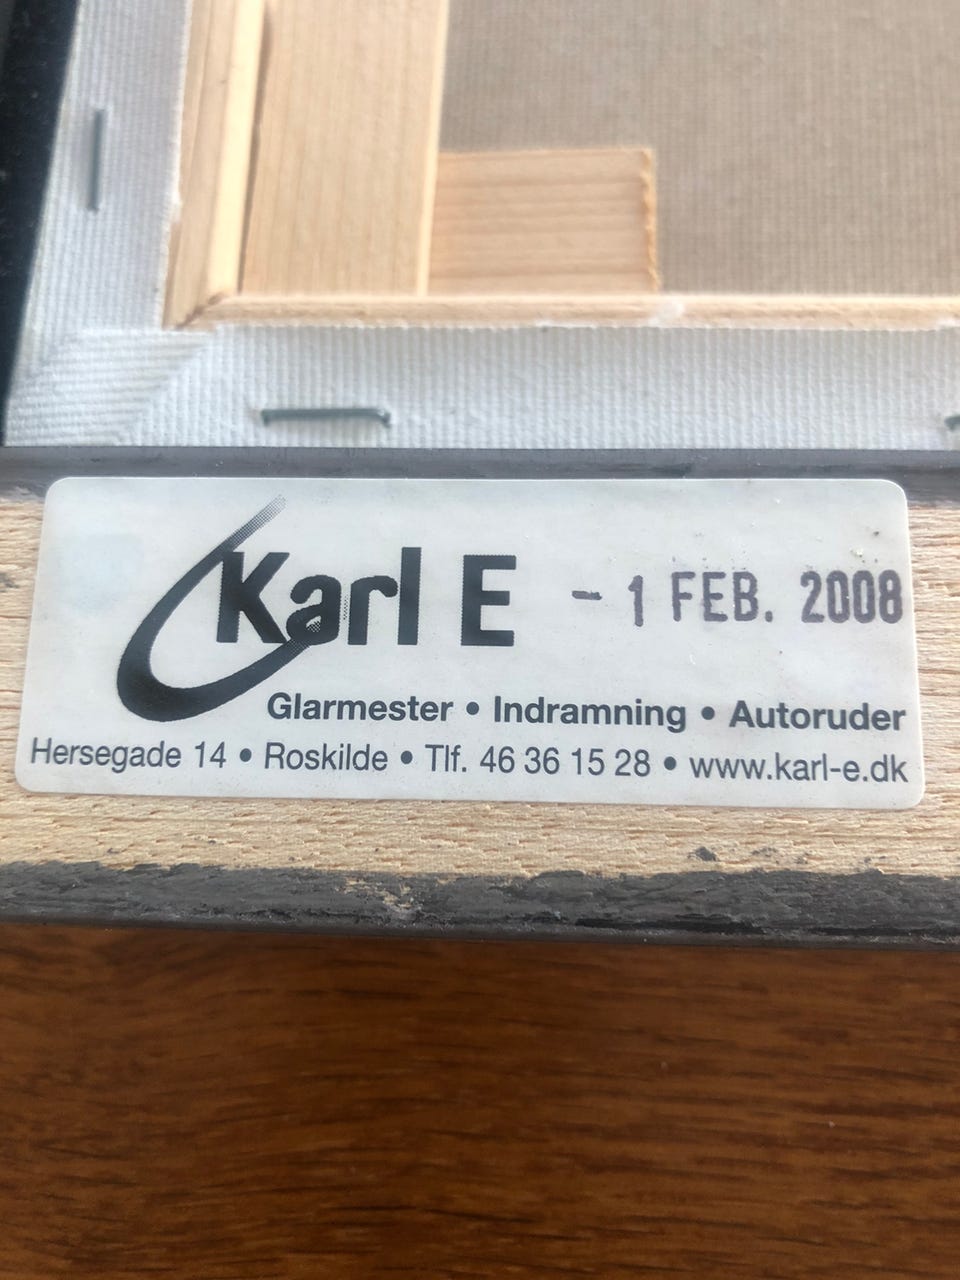 Karl E - 1 FEB. 2008
Glarmester • Indramning • Autoruder
Hersegade 14 • Roskilde • Tlf. 46 36 15 28 • www.karl-e.dk